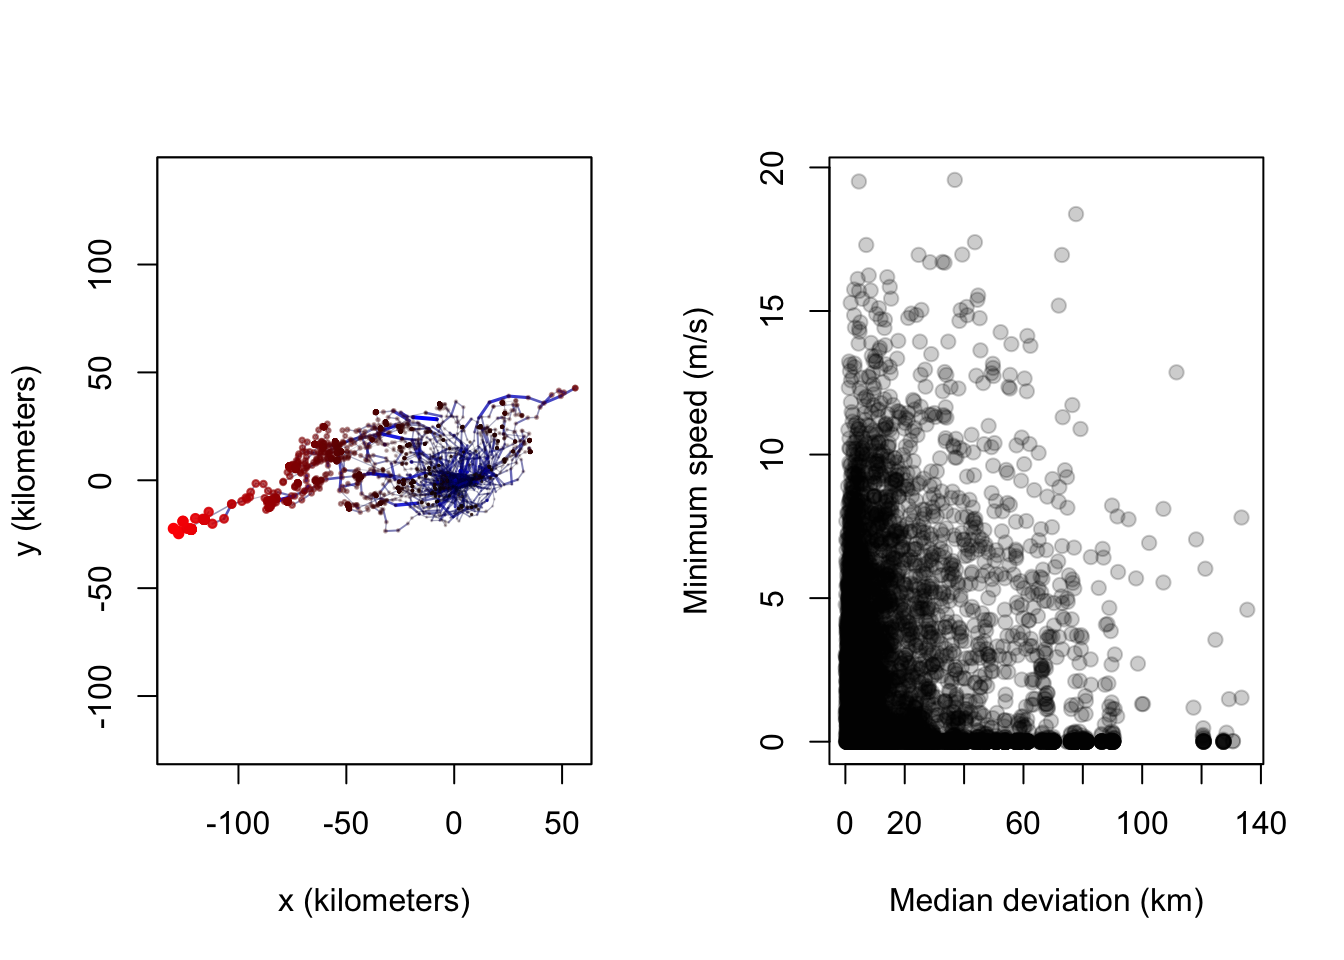 y (kilometers)
100
50
0
-50
-100
-100 -50 0 50
x (kilometers)
Minimum speed (m/s)
20
15
10
5
0
0 20 60 100 140
Median deviation (km)